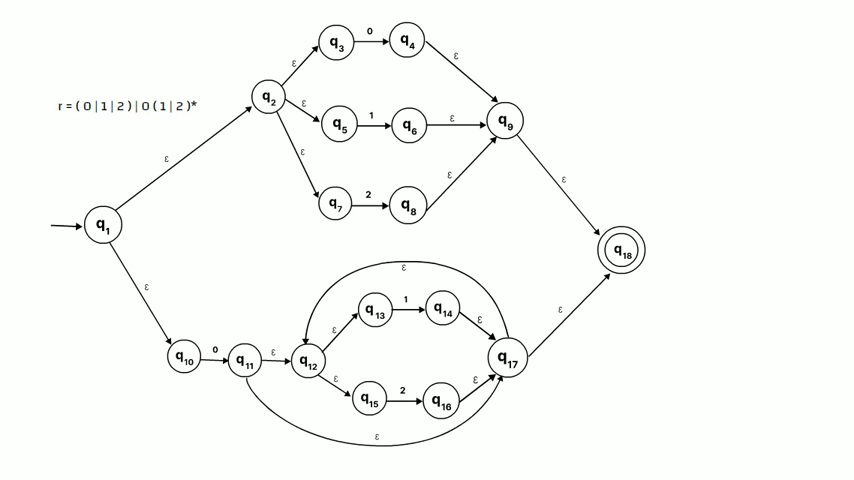 r = ( 0 | 1 | 2 ) | 0 ( 1 | 2 )*
q1
ε
ε
q2
ε
ε
ε
q3
0
q4
ε
q5
1
q6
ε
q7
2
q8
ε
q9
ε
q18
q10
0
q11
ε
q12
ε
ε
ε
q13
1
q14
ε
q15
2
q16
ε
q17
ε
ε